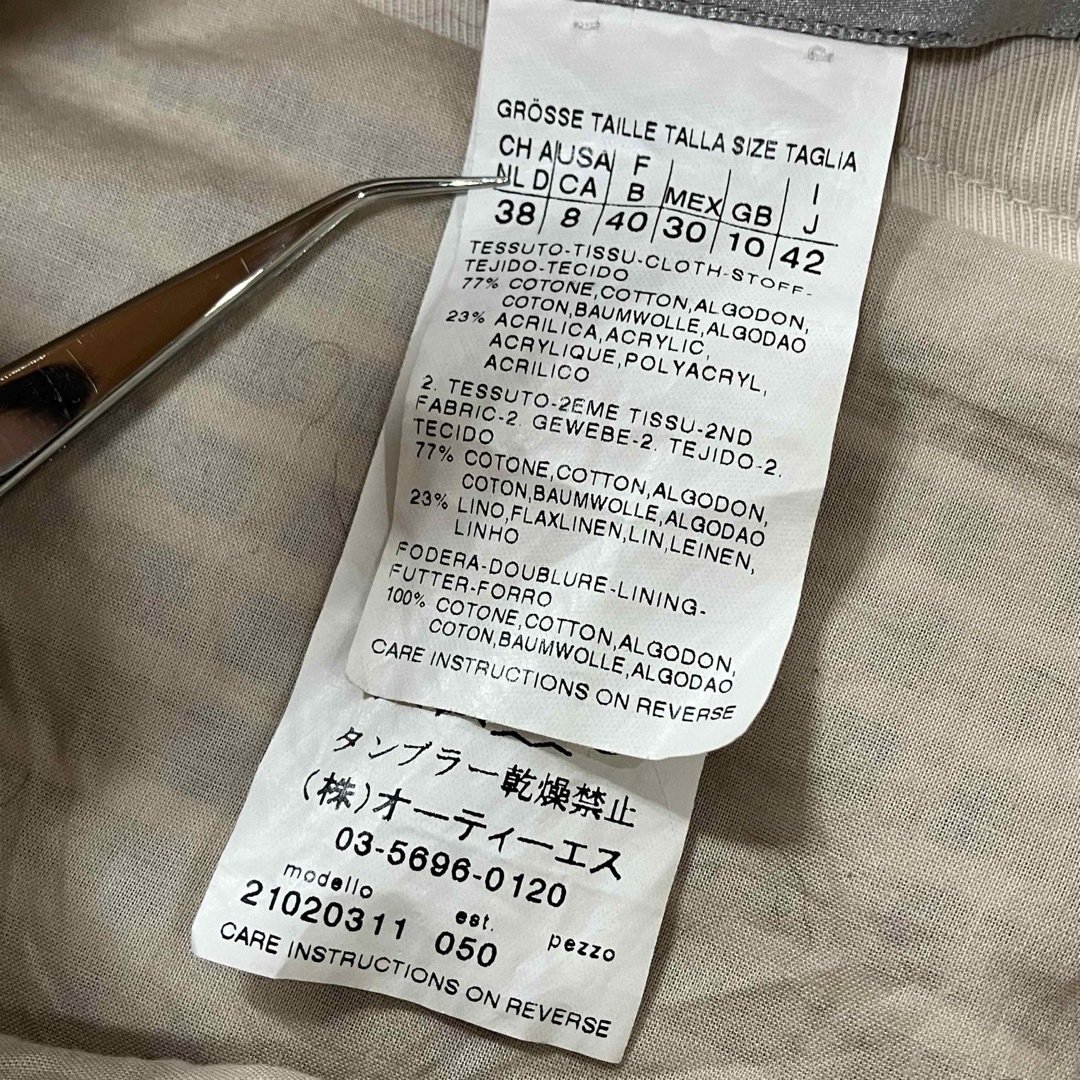 GRÖSSE TAILLE TALLA SIZE TAGLIA
CH A USA F
NL D CA B MEX GB I J
38 8 40 30 10 42
TESSUTO-TISSU-CLOTH-STOFF-
TEJIDO-TECIDO
77% COTONE,COTTON,ALGODON,
COTON,BAUMWOLLE,ALGODAO
23% ACRILICA,ACRYLIC,
ACRYLIQUE,POLYACRYL,
ACRILICO
2. TESSUTO-2EME TISSU-2ND
FABRIC-2. GEWEBE-2. TEJIDO-2.
TECIDO
77% COTONE,COTTON,ALGODON,
COTON,BAUMWOLLE,ALGODAO
23% LINO,FLAXLINEN,LIN,LEINEN,
LINHO
FODERA-DOUBLURE-LINING-
FUTTER-FORRO
100% COTONE,COTTON,ALGODON,
COTON,BAUMWOLLE,ALGODAO
CARE INSTRUCTIONS ON REVERSE
タンブラー乾燥禁止
(株)オーティーエス
03-5696-0120
modello est. pezzo
21020311 050
CARE INSTRUCTIONS ON REVERSE